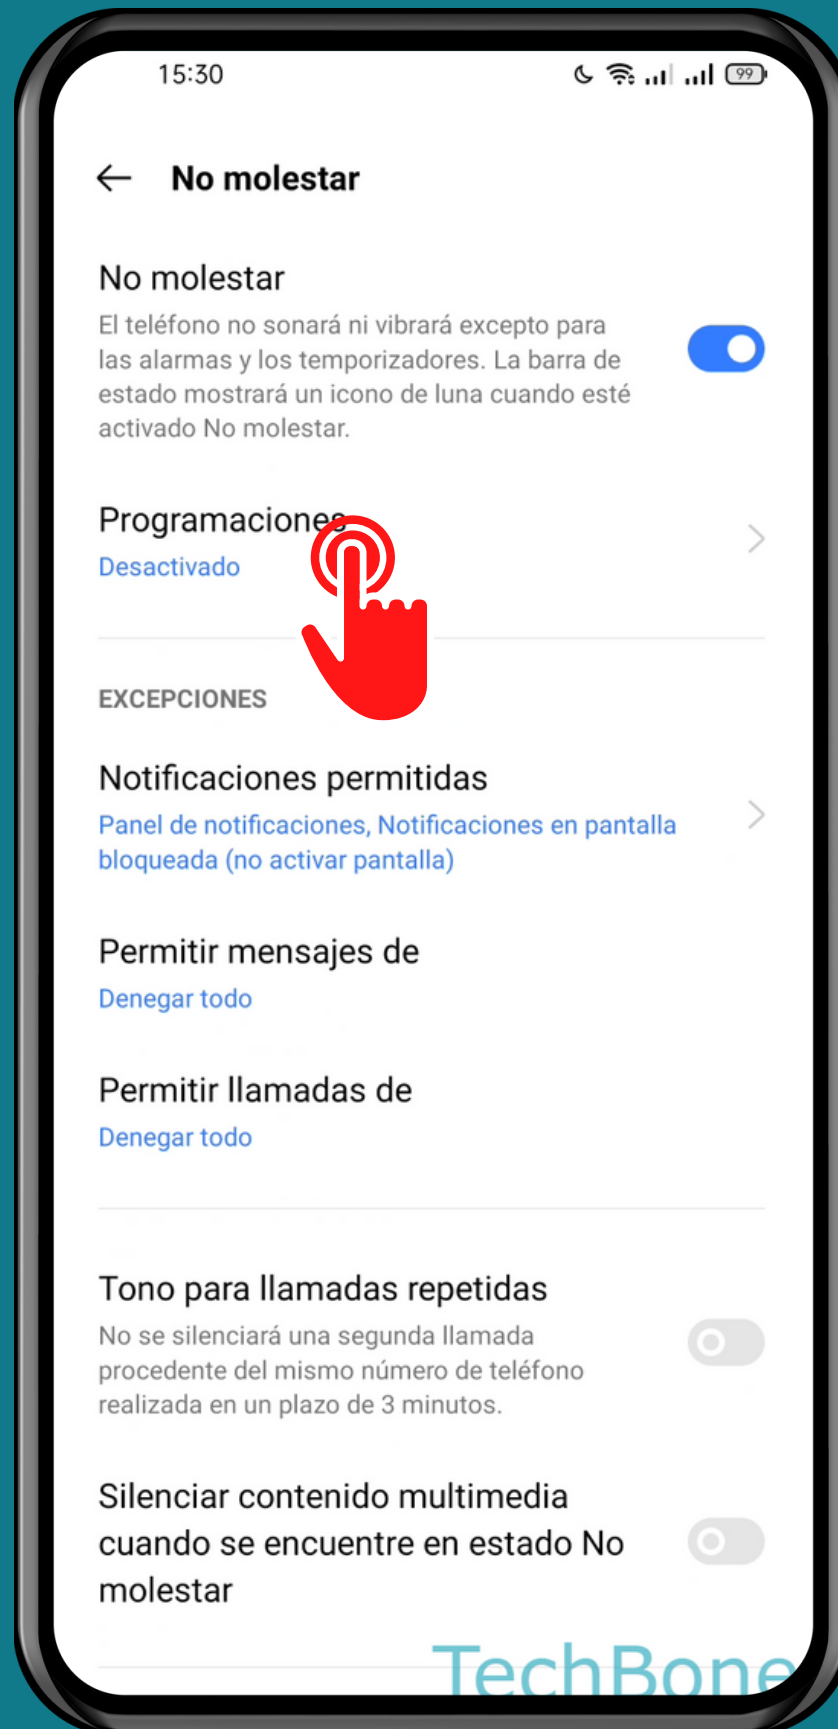 15:30
99
No molestar
No molestar
El teléfono no sonará ni vibrará excepto para
las alarmas y los temporizadores. La barra de
estado mostrará un icono de luna cuando esté
activado No molestar.
Programaciones
Desactivado
EXCEPCIONES
Notificaciones permitidas
Panel de notificaciones, Notificaciones en pantalla
bloqueada (no activar pantalla)
Permitir mensajes de
Denegar todo
Permitir llamadas de
Denegar todo
Tono para llamadas repetidas
No se silenciará una segunda llamada
procedente del mismo número de teléfono
realizada en un plazo de 3 minutos.
Silenciar contenido multimedia
cuando se encuentre en estado No
molestar
TechBone